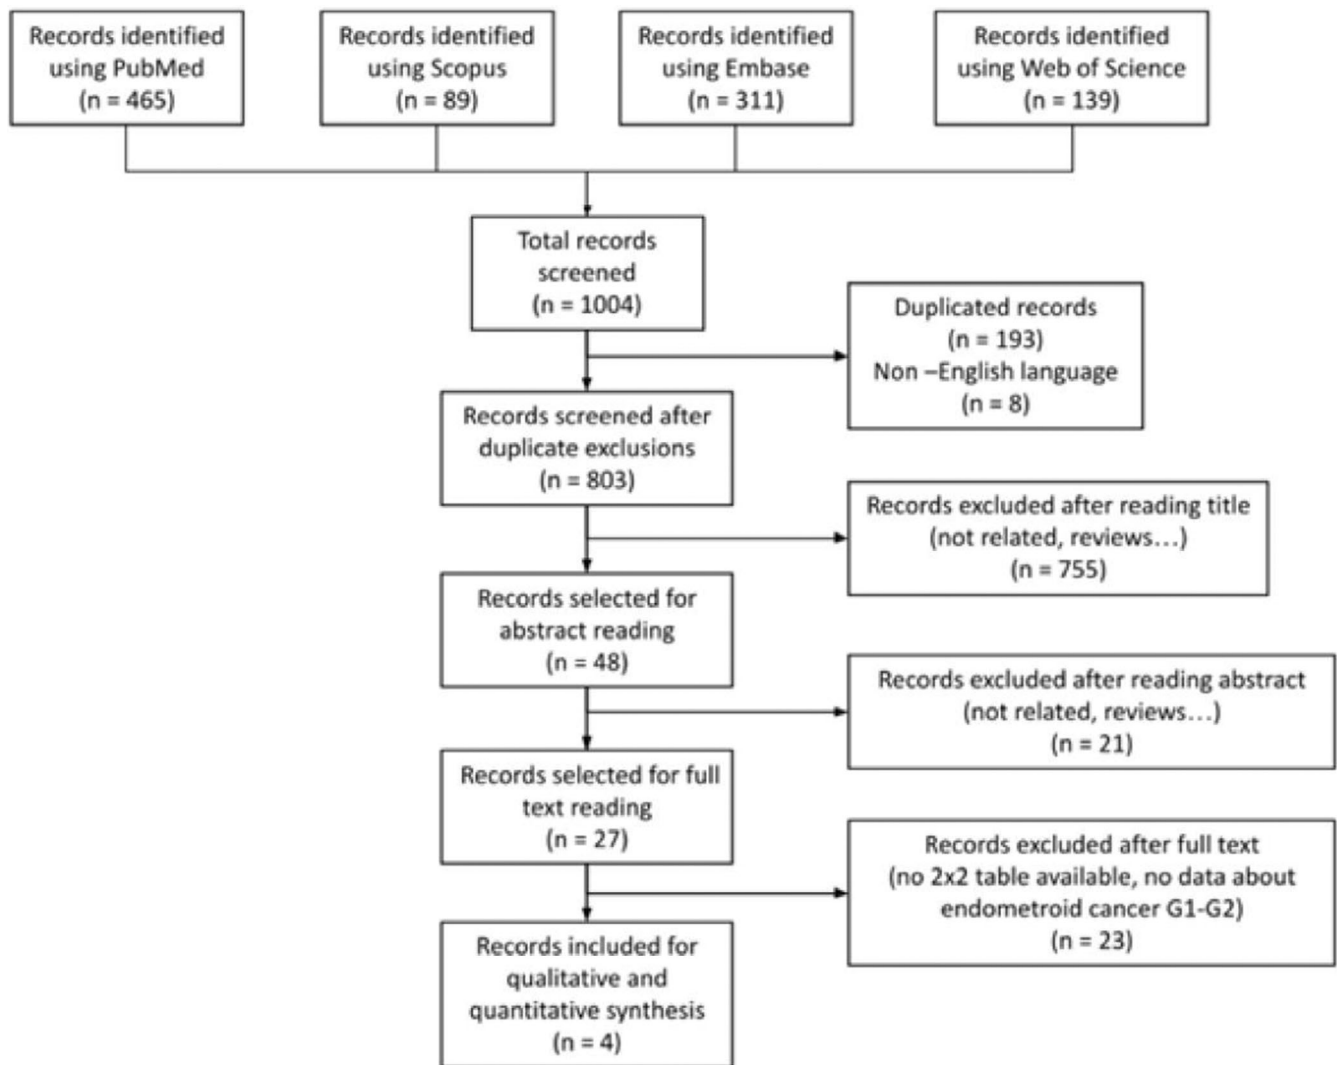 Records identified
using PubMed
(n = 465)
Records identified
using Scopus
(n = 89)
Records identified
using Embase
(n = 311)
Records identified
using Web of Science
(n = 139)
Total records
screened
(n = 1004)
Duplicated records
(n = 193)
Non –English language
(n = 8)
Records screened after
duplicate exclusions
(n = 803)
Records excluded after reading title
(not related, reviews…)
(n = 755)
Records selected for
abstract reading
(n = 48)
Records excluded after reading abstract
(not related, reviews…)
(n = 21)
Records selected for full
text reading
(n = 27)
Records excluded after full text
(no 2x2 table available, no data about
endometroid cancer G1-G2)
(n = 23)
Records included for
qualitative and
quantitative synthesis
(n = 4)